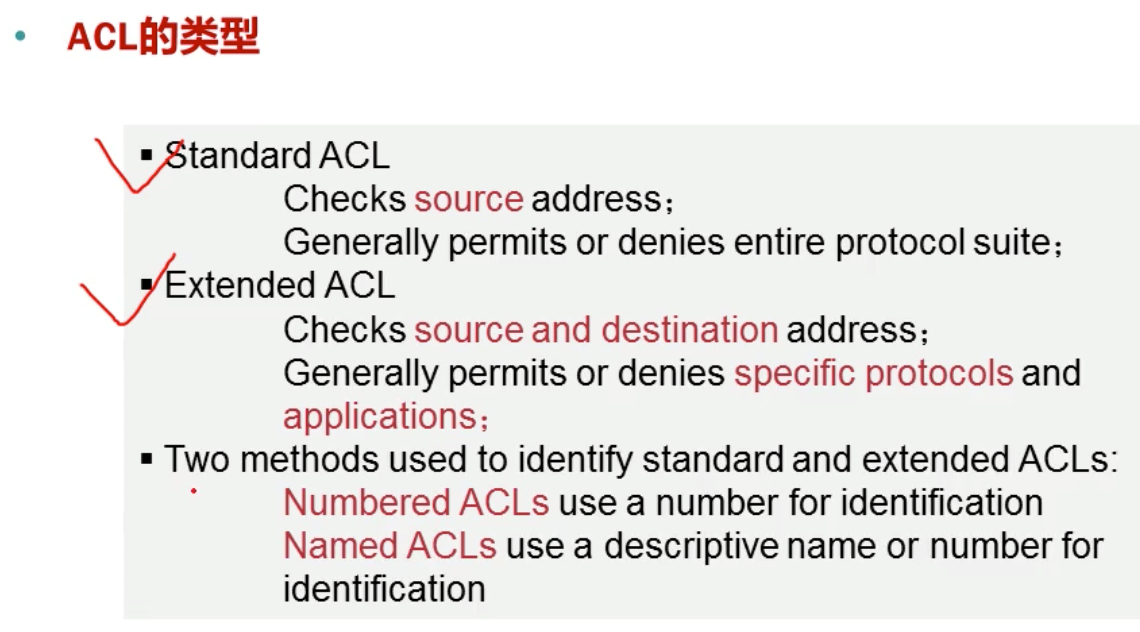 • ACL的类型
▪ Standard ACL
Checks source address；
Generally permits or denies entire protocol suite；
▪ Extended ACL
Checks source and destination address；
Generally permits or denies specific protocols and
applications；
▪ Two methods used to identify standard and extended ACLs:
Numbered ACLs use a number for identification
Named ACLs use a descriptive name or number for
identification